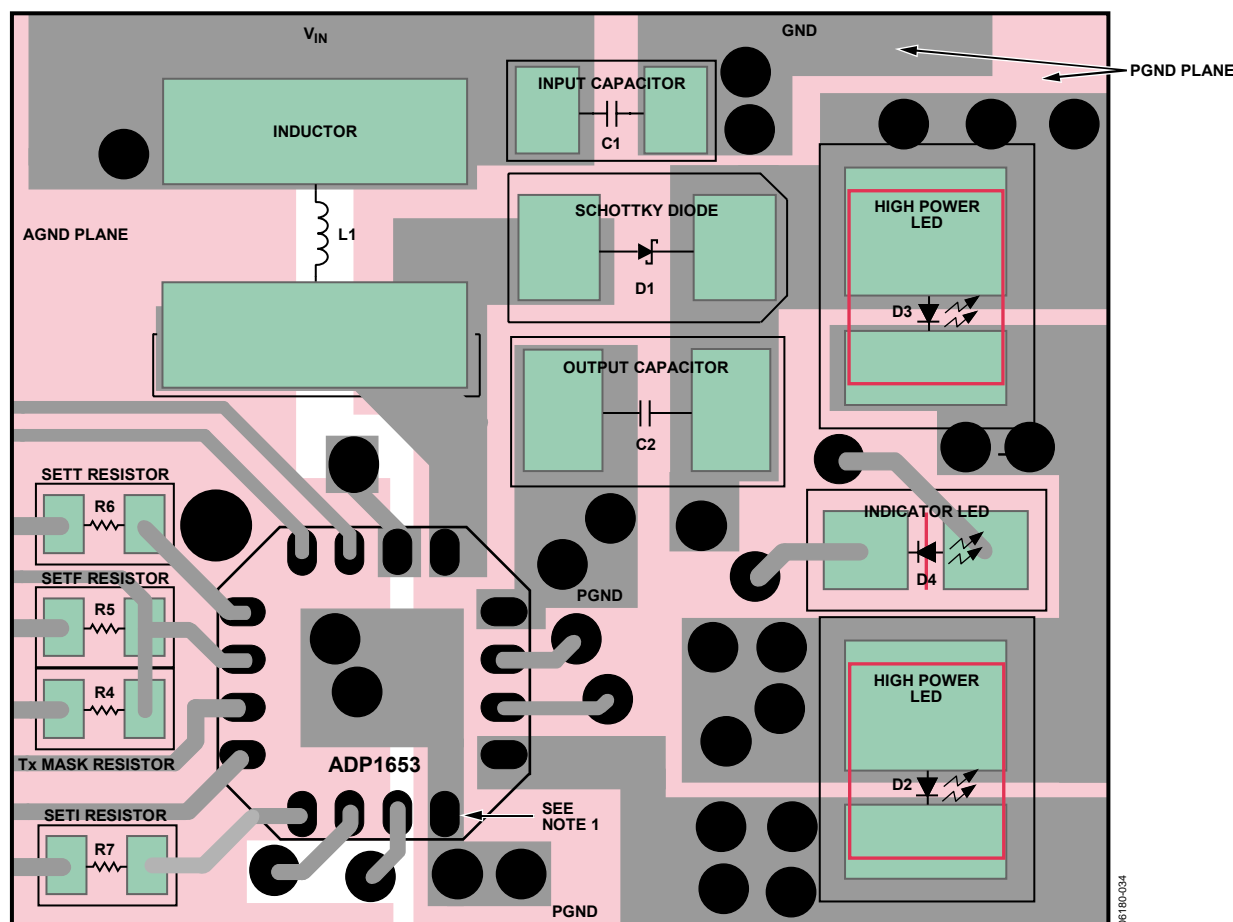 VIN
GND
PGND PLANE
INPUT CAPACITOR
C1
INDUCTOR
SCHOTTKY DIODE
HIGH POWER
LED
AGND PLANE
L1
D1
D3
OUTPUT CAPACITOR
C2
SETT RESISTOR
R6
INDICATOR LED
D4
SETF RESISTOR
R5
PGND
R4
HIGH POWER
LED
Tx MASK RESISTOR
ADP1653
D2
SETI RESISTOR
SEE
NOTE 1
R7
PGND
06180-034